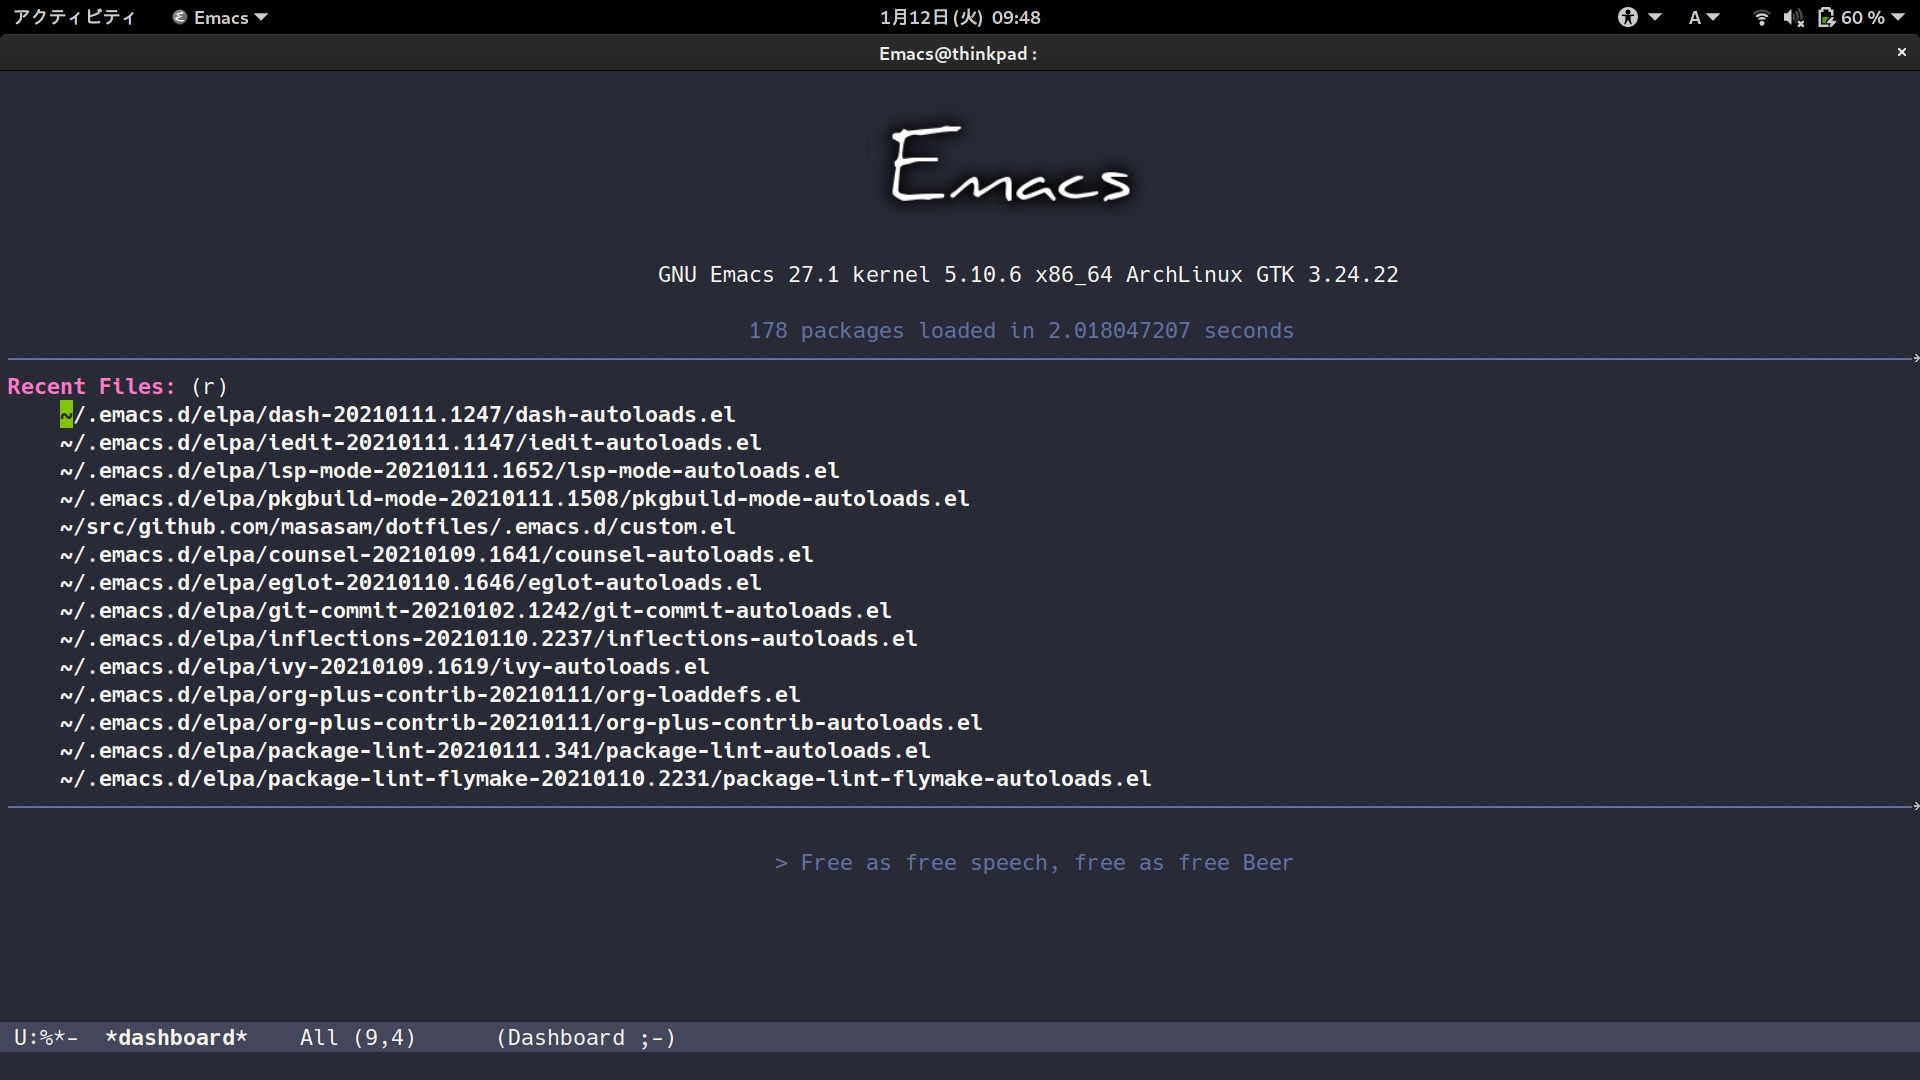 アクティビティ Emacs 1月12日 (火) 09:48 A 60 %
Emacs@thinkpad :
Emacs
GNU Emacs 27.1 kernel 5.10.6 x86_64 ArchLinux GTK 3.24.22
178 packages loaded in 2.018047207 seconds
Recent Files: (r)
~/.emacs.d/elpa/dash-20210111.1247/dash-autoloads.el
~/.emacs.d/elpa/iedit-20210111.1147/iedit-autoloads.el
~/.emacs.d/elpa/lsp-mode-20210111.1652/lsp-mode-autoloads.el
~/.emacs.d/elpa/pkgbuild-mode-20210111.1508/pkgbuild-mode-autoloads.el
~/src/github.com/masasam/dotfiles/.emacs.d/custom.el
~/.emacs.d/elpa/counsel-20210109.1641/counsel-autoloads.el
~/.emacs.d/elpa/eglot-20210110.1646/eglot-autoloads.el
~/.emacs.d/elpa/git-commit-20210102.1242/git-commit-autoloads.el
~/.emacs.d/elpa/inflections-20210110.2237/inflections-autoloads.el
~/.emacs.d/elpa/ivy-20210109.1619/ivy-autoloads.el
~/.emacs.d/elpa/org-plus-contrib-20210111/org-loaddefs.el
~/.emacs.d/elpa/org-plus-contrib-20210111/org-plus-contrib-autoloads.el
~/.emacs.d/elpa/package-lint-20210111.341/package-lint-autoloads.el
~/.emacs.d/elpa/package-lint-flymake-20210110.2231/package-lint-flymake-autoloads.el
> Free as free speech, free as free Beer
U:%*-  *dashboard*    All (9,4)      (Dashboard ;-)